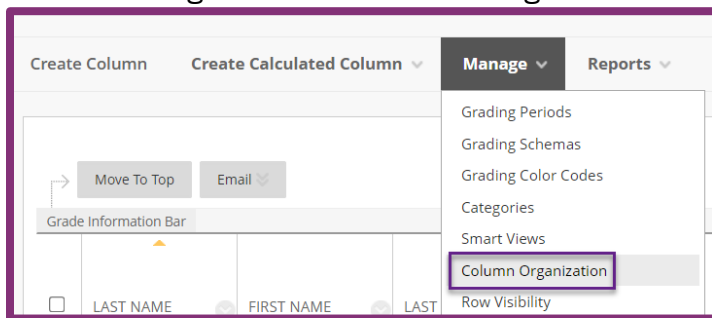 Create Column Create Calculated Column Manage Reports
Grading Periods
Grading Schemas
Move To Top Email Grading Color Codes
Grade Information Bar Categories
Smart Views
Column Organization
LAST NAME FIRST NAME LAST Row Visibility